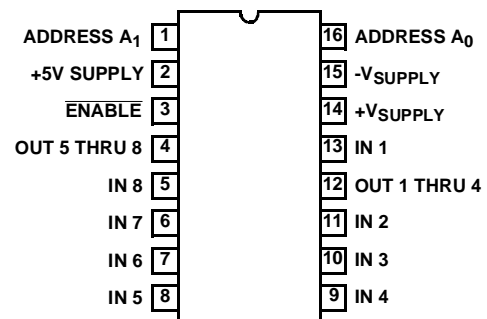 ADDRESS A1 1 16 ADDRESS A0
+5V SUPPLY 2 15 -VSUPPLY
ENABLE 3 14 +VSUPPLY
OUT 5 THRU 8 4 13 IN 1
IN 8 5 12 OUT 1 THRU 4
IN 7 6 11 IN 2
IN 6 7 10 IN 3
IN 5 8 9 IN 4